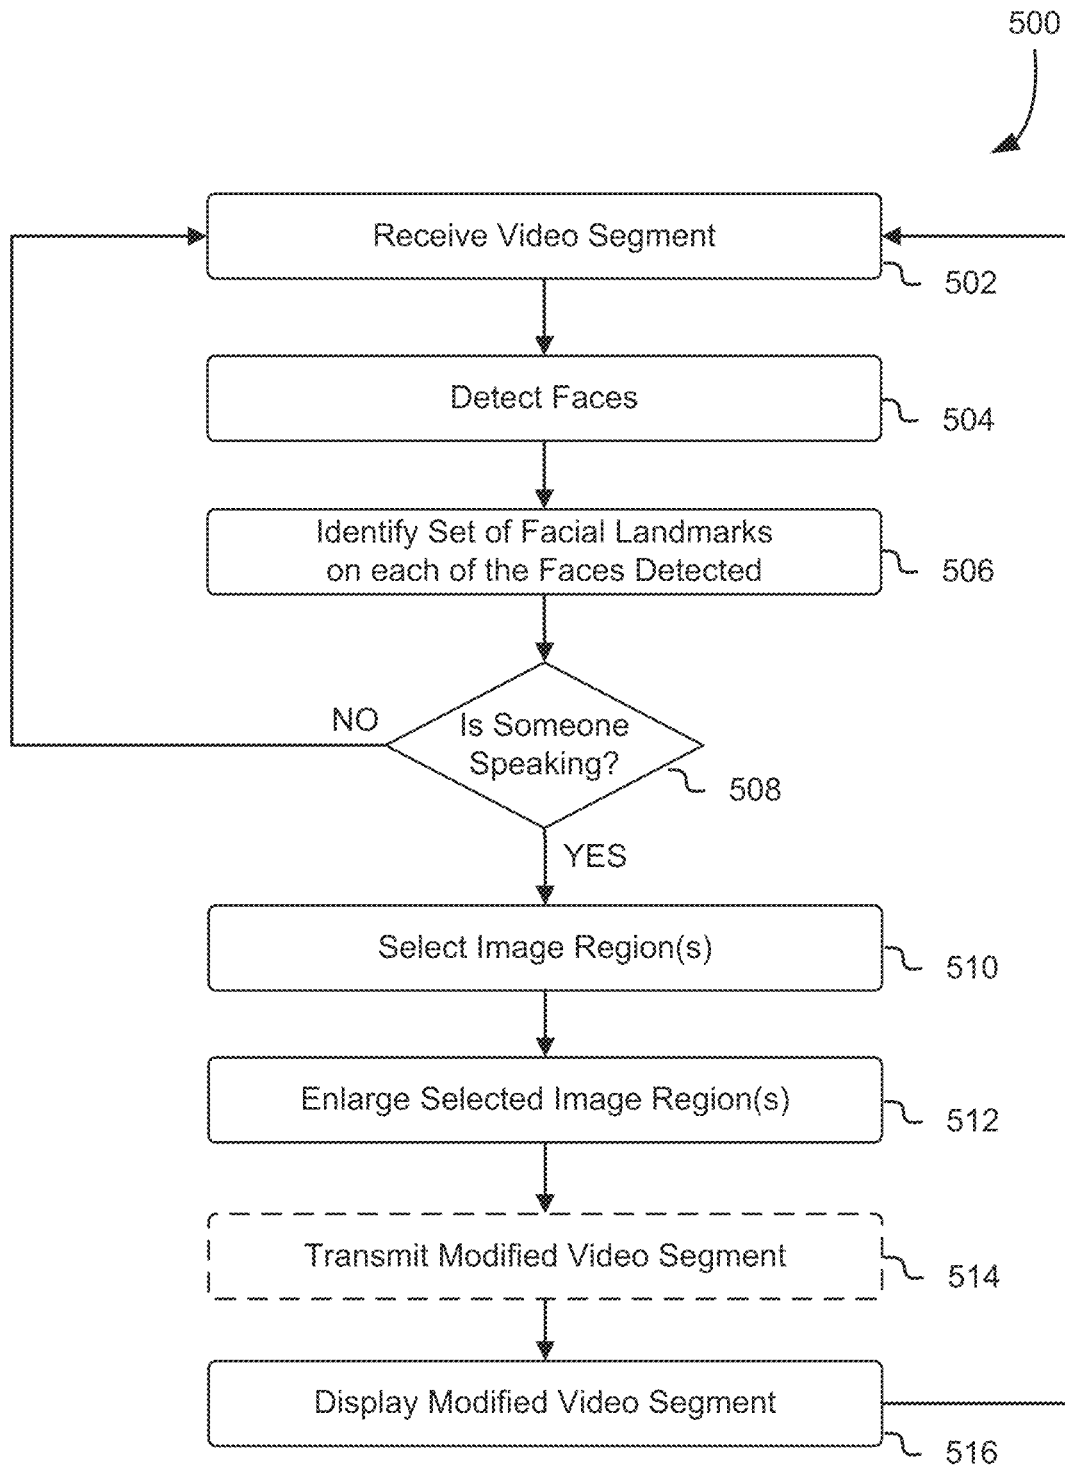 500
Receive Video Segment
502
Detect Faces
504
Identify Set of Facial Landmarks
on each of the Faces Detected
506
NO
Is Someone
Speaking?
508
YES
Select Image Region(s)
510
Enlarge Selected Image Region(s)
512
Transmit Modified Video Segment
514
Display Modified Video Segment
516